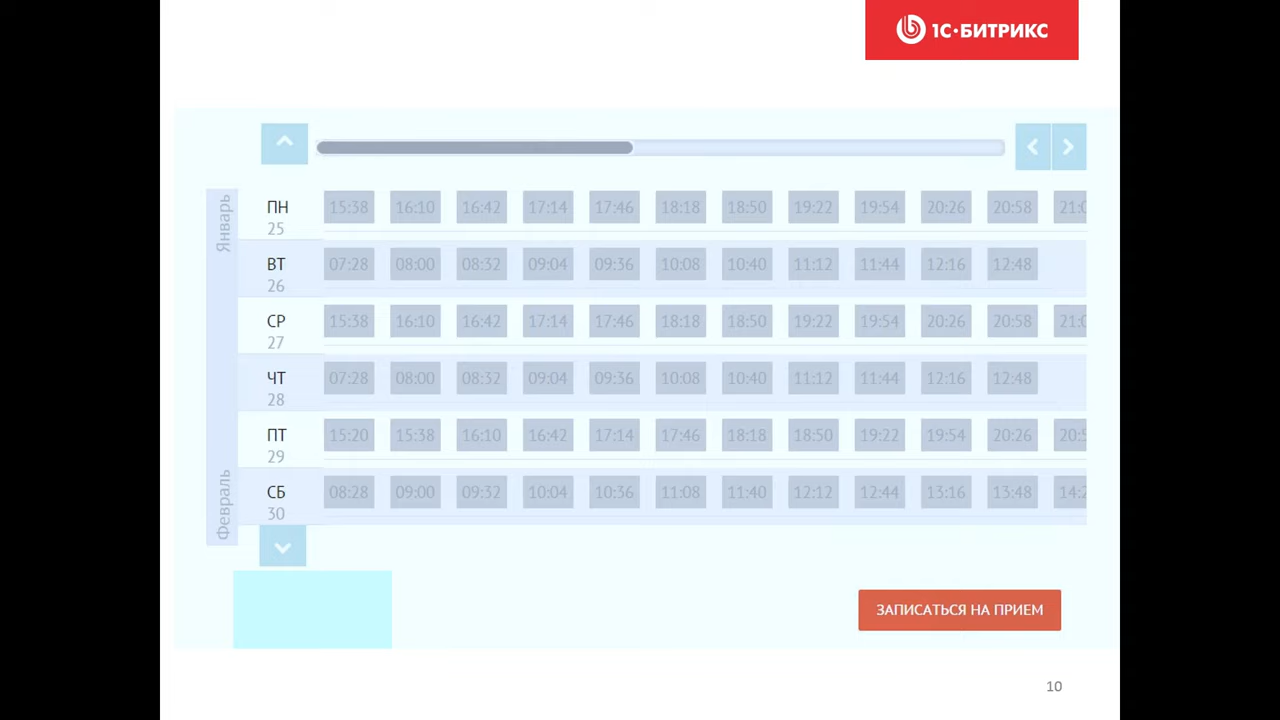 1С·БИТРИКС
Январь
ПН 15:38 16:10 16:42 17:14 17:46 18:18 18:50 19:22 19:54 20:26 20:58
25
ВТ 07:28 08:00 08:32 09:04 09:36 10:08 10:40 11:12 11:44 12:16 12:48
26
СР 15:38 16:10 16:42 17:14 17:46 18:18 18:50 19:22 19:54 20:26 20:58
27
ЧТ 07:28 08:00 08:32 09:04 09:36 10:08 10:40 11:12 11:44 12:16 12:48
28
ПТ 15:20 15:38 16:10 16:42 17:14 17:46 18:18 18:50 19:22 19:54 20:26
29
Февраль
СБ 08:28 09:00 09:32 10:04 10:36 11:08 11:40 12:12 12:44 13:16 13:48
30
ЗАПИСАТЬСЯ НА ПРИЕМ
10